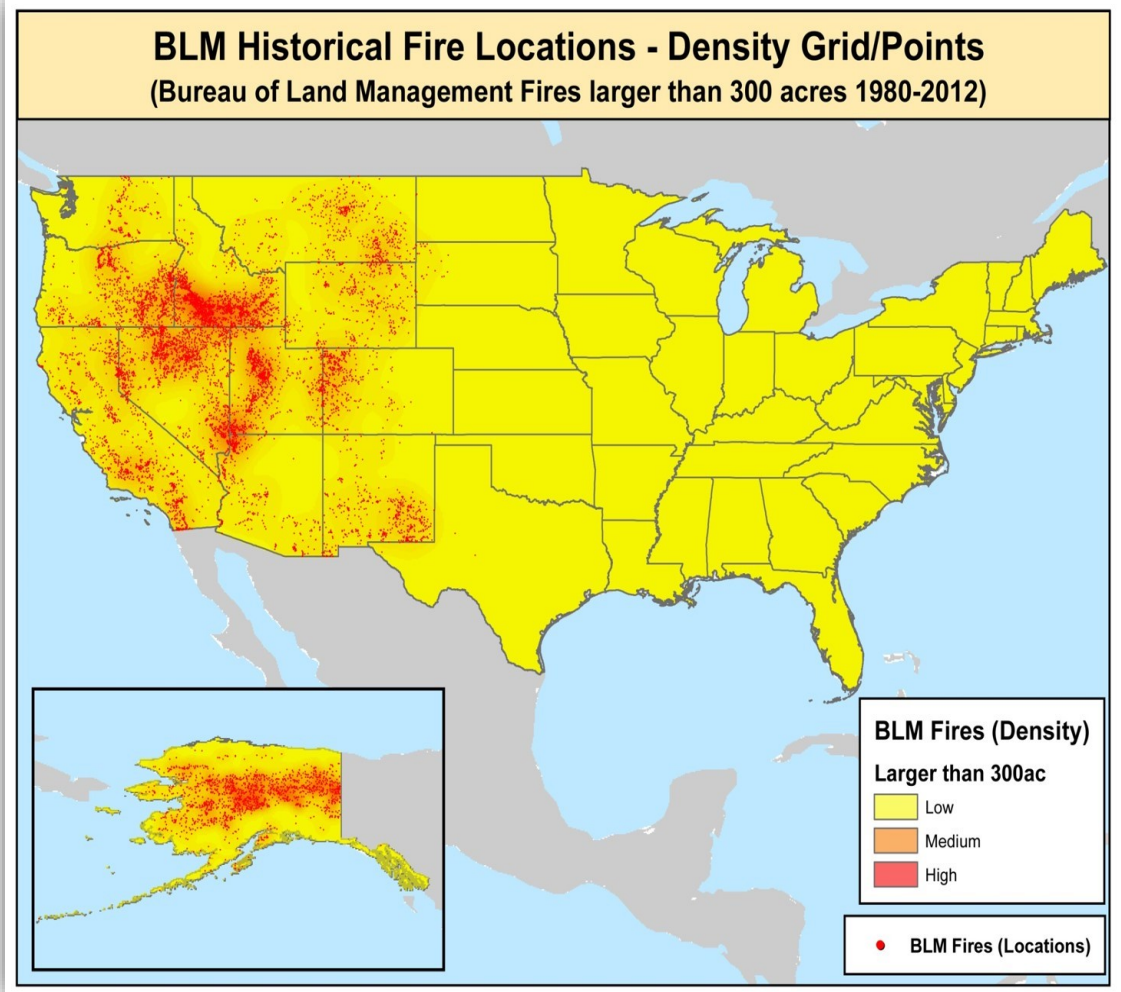 BLM Historical Fire Locations - Density Grid/Points
(Bureau of Land Management Fires larger than 300 acres 1980-2012)
BLM Fires (Density)
Larger than 300ac
Low
Medium
High
BLM Fires (Locations)